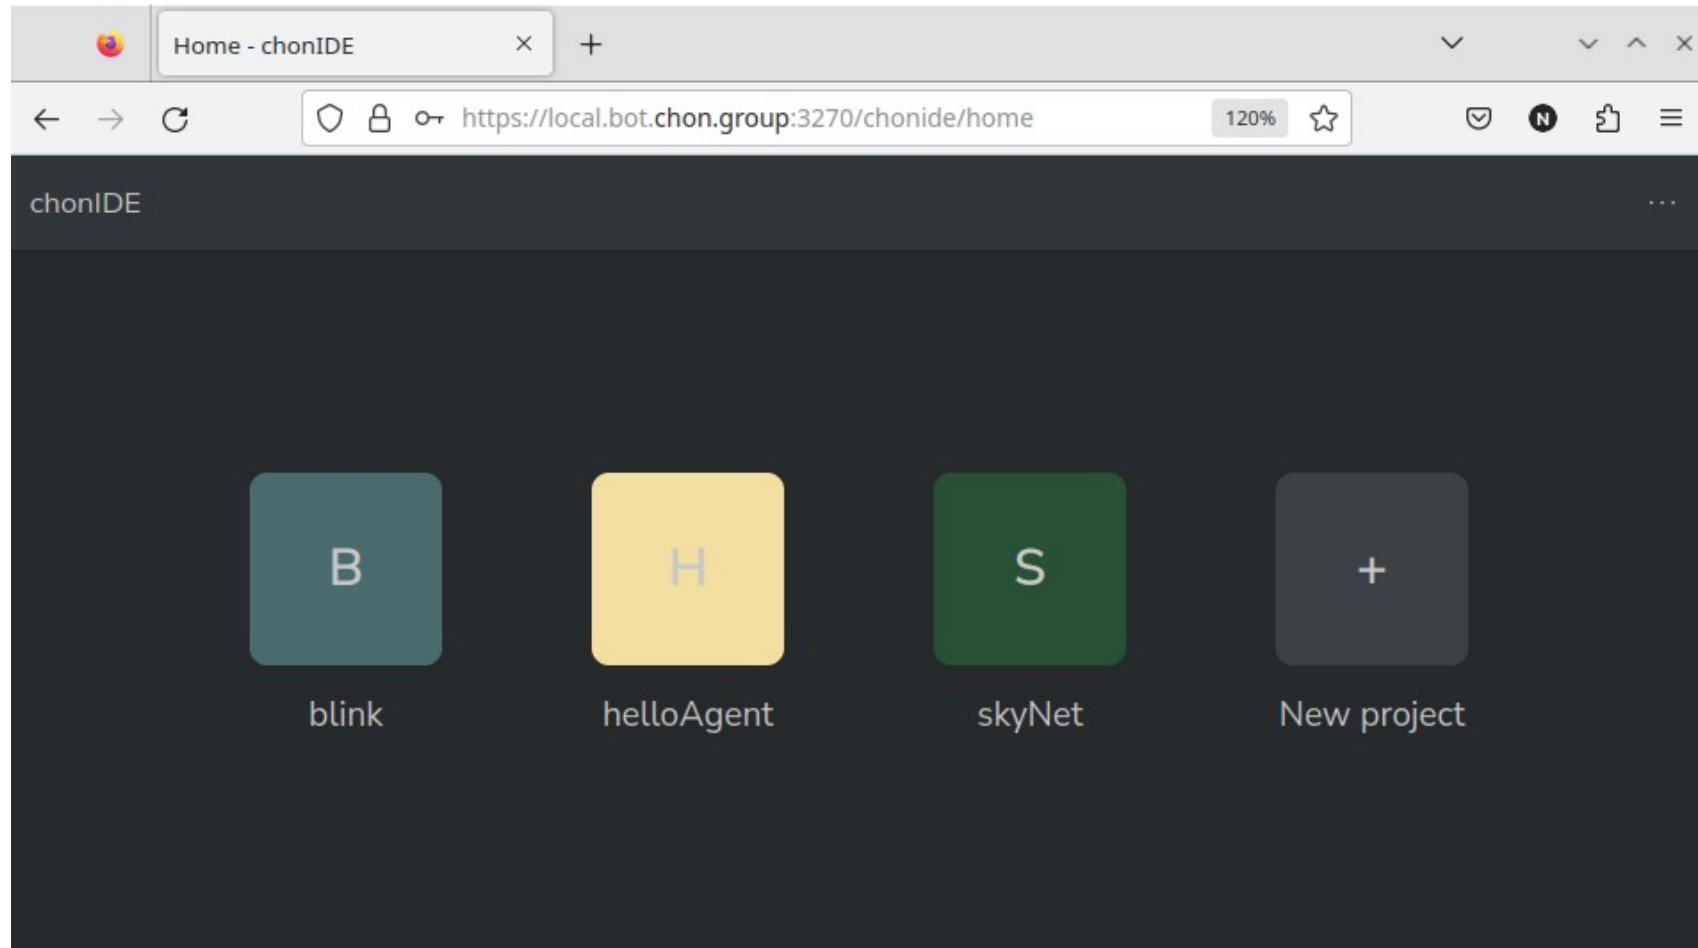 Home - chonIDE
https://local.bot.chon.group:3270/chonide/home 120% N
chonIDE ...
B H S +
blink helloAgent skyNet New project